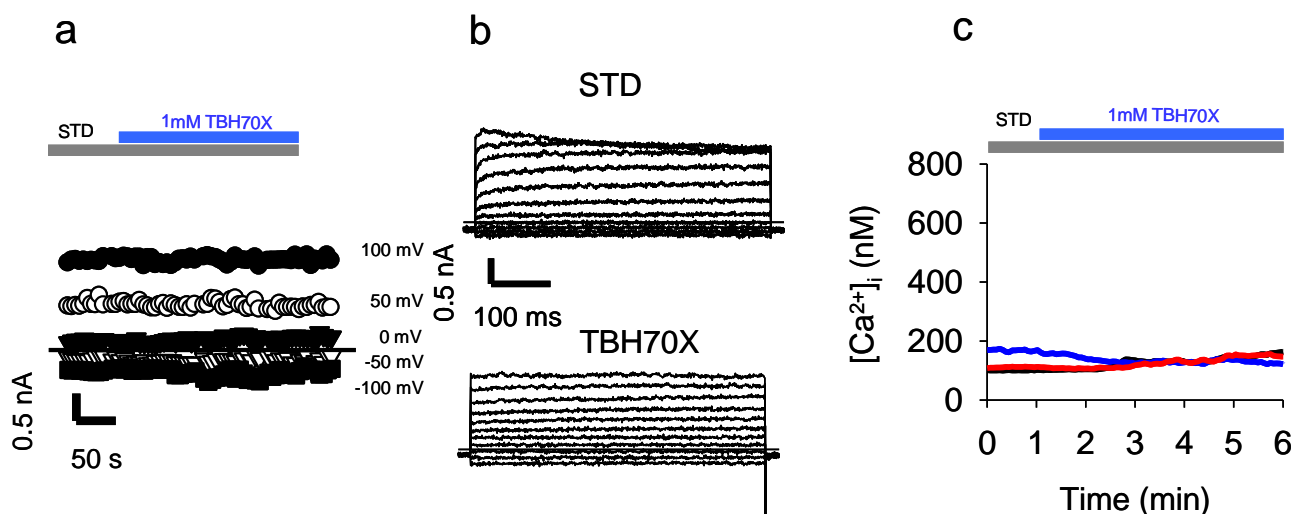 a
STD
1mM TBH70X
100 mV
50 mV
0 mV
-50 mV
-100 mV
0.5 nA
50 s
b
STD
0.5 nA
100 ms
TBH70X
c
STD
1mM TBH70X
800
600
400
200
0
[Ca²⁺]ᵢ (nM)
0 1 2 3 4 5 6
Time (min)